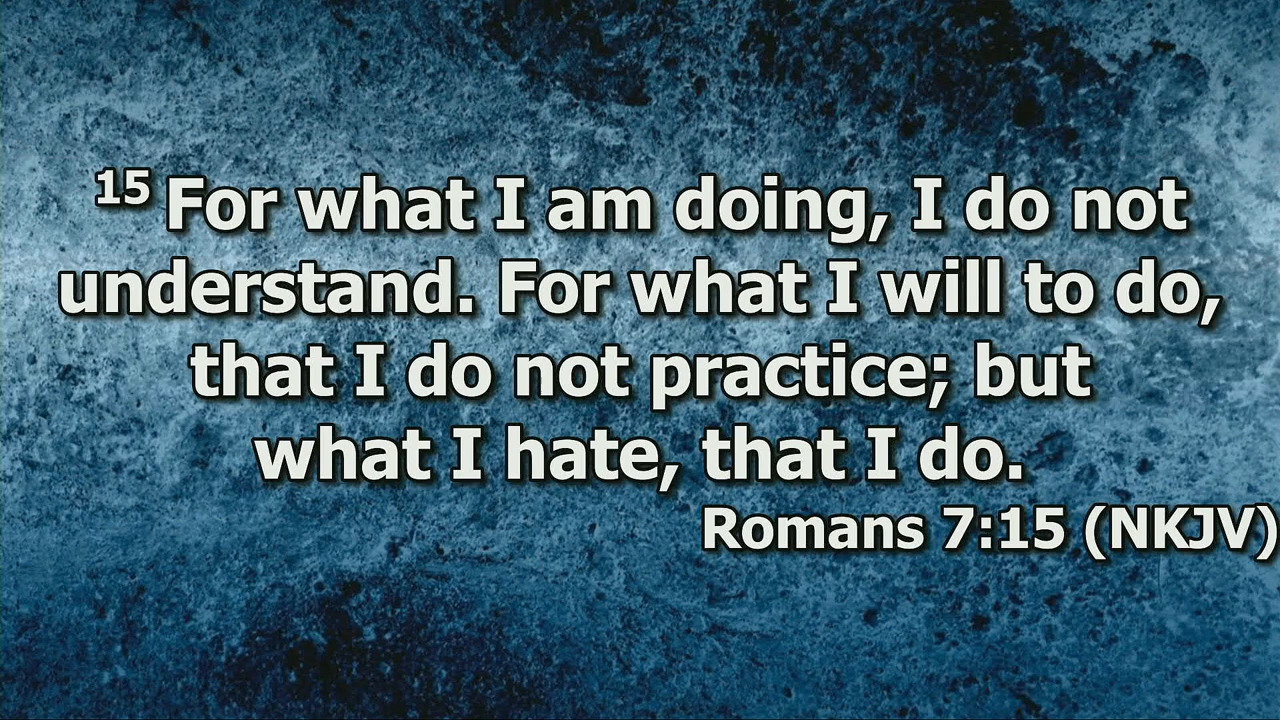 15 For what I am doing, I do not
understand. For what I will to do,
that I do not practice; but
what I hate, that I do.
Romans 7:15 (NKJV)